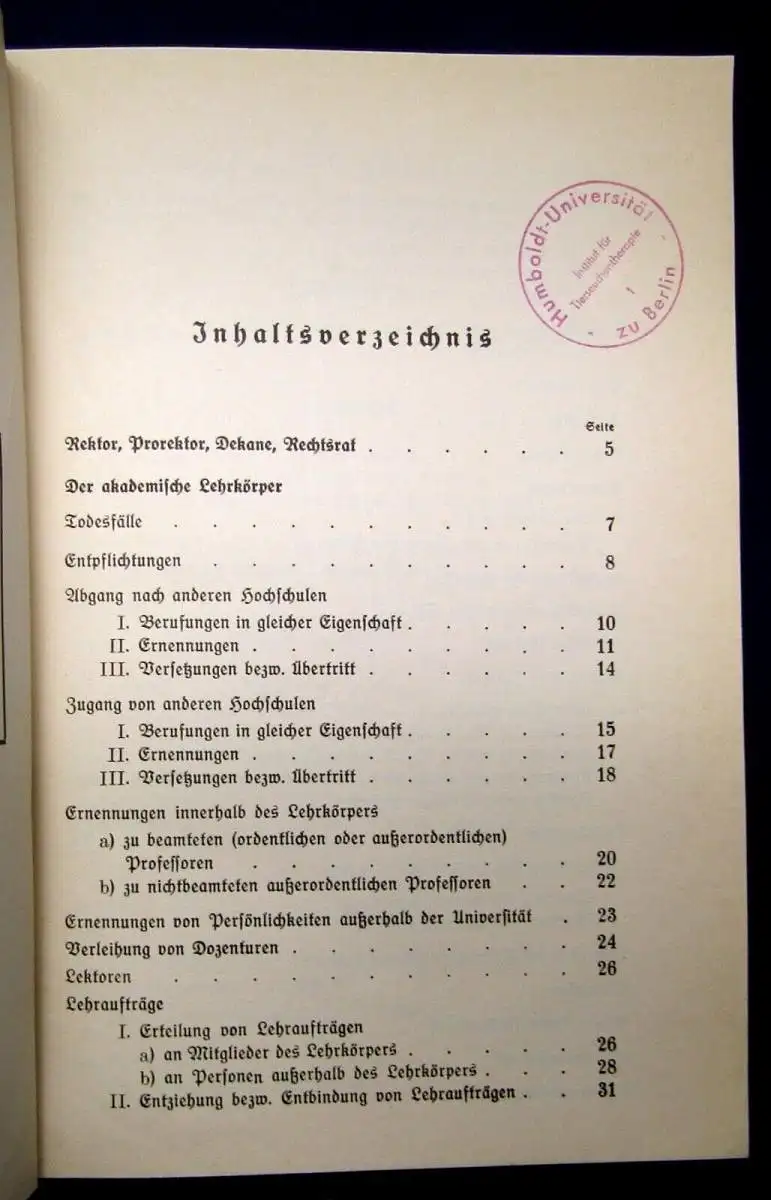 Humboldt-Universität
Institut für
Tierseuchentherapie
1
zu Berlin
Inhaltsverzeichnis
Seite
Rektor, Prorektor, Dekane, Rechtsrat . . . . . . 5
Der akademische Lehrkörper
Todesfälle . . . . . . . . . . . 7
Entpflichtungen . . . . . . . . . . 8
Abgang nach anderen Hochschulen
I. Berufungen in gleicher Eigenschaft . . . . . 10
II. Ernennungen . . . . . . . . . 11
III. Versetzungen bezw. Übertritt . . . . . . 14
Zugang von anderen Hochschulen
I. Berufungen in gleicher Eigenschaft . . . . . 15
II. Ernennungen . . . . . . . . . 17
III. Versetzungen bezw. Übertritt . . . . . . 18
Ernennungen innerhalb des Lehrkörpers
a) zu beamteten (ordentlichen oder außerordentlichen)
Professoren . . . . . . . . . 20
b) zu nichtbeamteten außerordentlichen Professoren . . 22
Ernennungen von Persönlichkeiten außerhalb der Universität . 23
Verleihung von Dozenturen . . . . . . . . 24
Lektoren . . . . . . . . . . . 26
Lehraufträge
I. Erteilung von Lehraufträgen
a) an Mitglieder des Lehrkörpers . . . . . 26
b) an Personen außerhalb des Lehrkörpers . . . 28
II. Entziehung bezw. Entbindung von Lehraufträgen . . 31